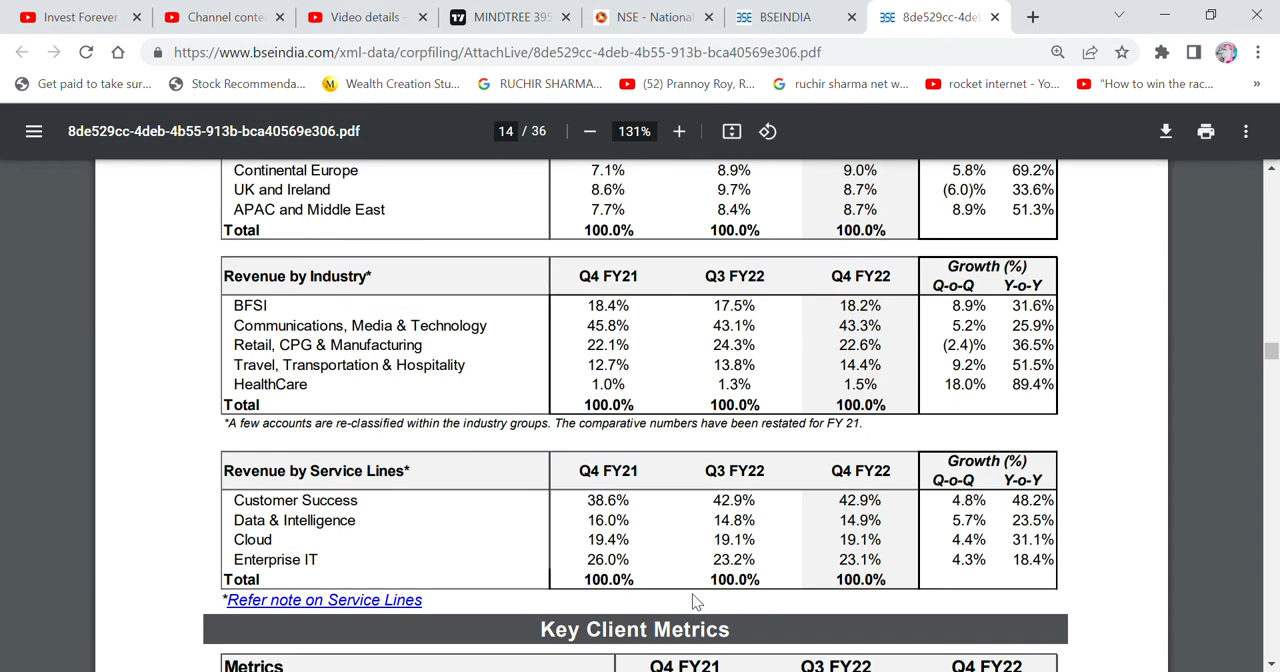 Invest Forever
Channel conte
Video details -
MINDTREE 395
NSE - National
BSEINDIA
8de529cc-4deb
https://www.bseindia.com/xml-data/corpfiling/AttachLive/8de529cc-4deb-4b55-913b-bca40569e306.pdf
Get paid to take sur... Stock Recommenda... M Wealth Creation Stu... RUCHIR SHARMA... (52) Prannoy Roy, R... ruchir sharma net w... rocket internet - Yo... "How to win the rac... »
8de529cc-4deb-4b55-913b-bca40569e306.pdf 14 / 36 131%
Continental Europe 7.1% 8.9% 9.0% 5.8% 69.2%
UK and Ireland 8.6% 9.7% 8.7% (6.0)% 33.6%
APAC and Middle East 7.7% 8.4% 8.7% 8.9% 51.3%
Total 100.0% 100.0% 100.0%
Revenue by Industry* Q4 FY21 Q3 FY22 Q4 FY22 Growth (%)
Q-o-Q Y-o-Y
BFSI 18.4% 17.5% 18.2% 8.9% 31.6%
Communications, Media & Technology 45.8% 43.1% 43.3% 5.2% 25.9%
Retail, CPG & Manufacturing 22.1% 24.3% 22.6% (2.4)% 36.5%
Travel, Transportation & Hospitality 12.7% 13.8% 14.4% 9.2% 51.5%
HealthCare 1.0% 1.3% 1.5% 18.0% 89.4%
Total 100.0% 100.0% 100.0%
*A few accounts are re-classified within the industry groups. The comparative numbers have been restated for FY 21.
Revenue by Service Lines* Q4 FY21 Q3 FY22 Q4 FY22 Growth (%)
Q-o-Q Y-o-Y
Customer Success 38.6% 42.9% 42.9% 4.8% 48.2%
Data & Intelligence 16.0% 14.8% 14.9% 5.7% 23.5%
Cloud 19.4% 19.1% 19.1% 4.4% 31.1%
Enterprise IT 26.0% 23.2% 23.1% 4.3% 18.4%
Total 100.0% 100.0% 100.0%
*Refer note on Service Lines
Key Client Metrics
Metrics Q4 FY21 Q3 FY22 Q4 FY22